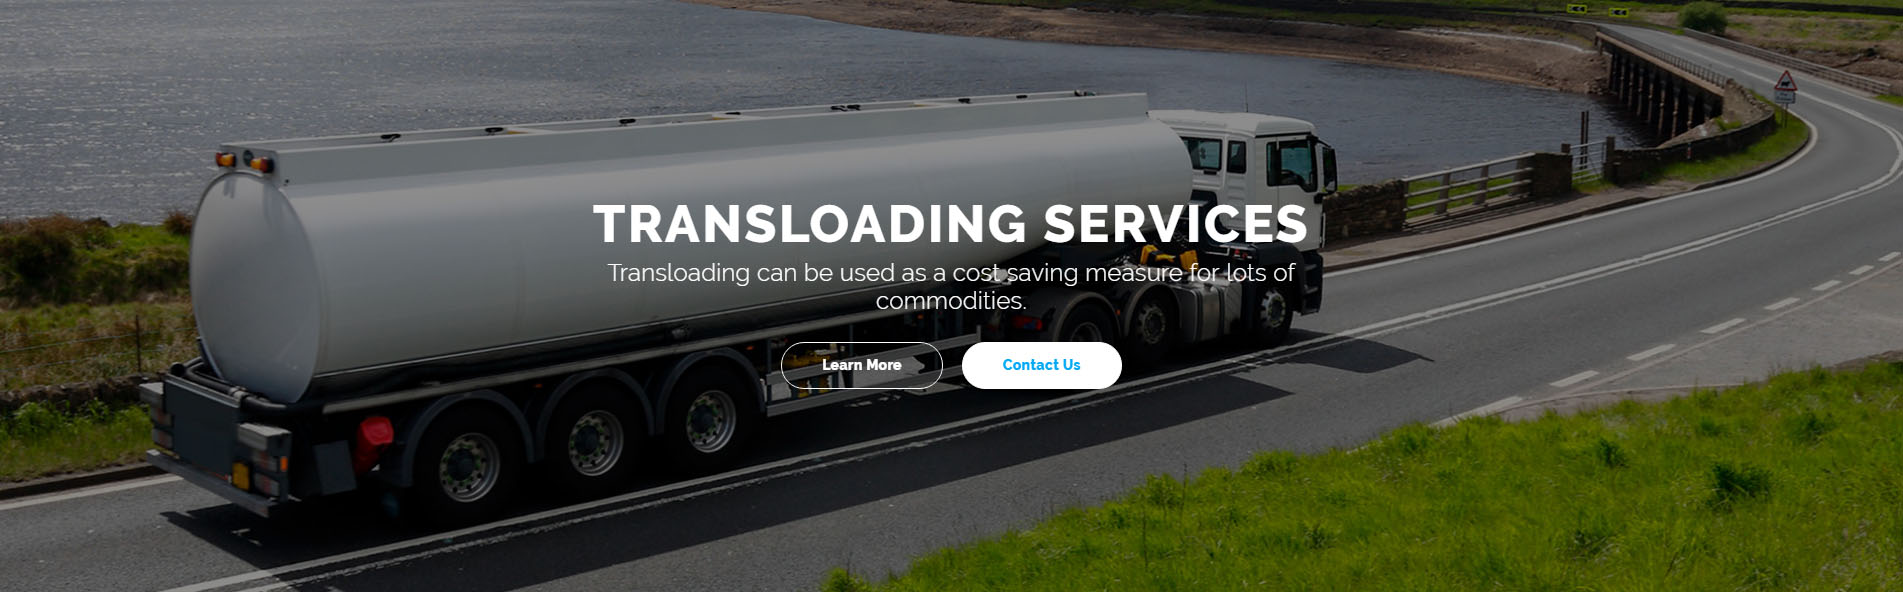 TRANSLOADING SERVICES
Transloading can be used as a cost saving measure for lots of
commodities.
Learn More
Contact Us